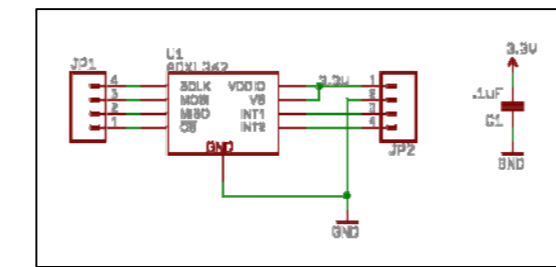 JP1
4
3
2
1
U1
ADXL362
SCLK
MOSI
MISO
CS
VDDIO
VS
INT1
INT2
GND
3.3V
1
2
3
4
JP2
GND
3.3V
.1uF
C1
GND